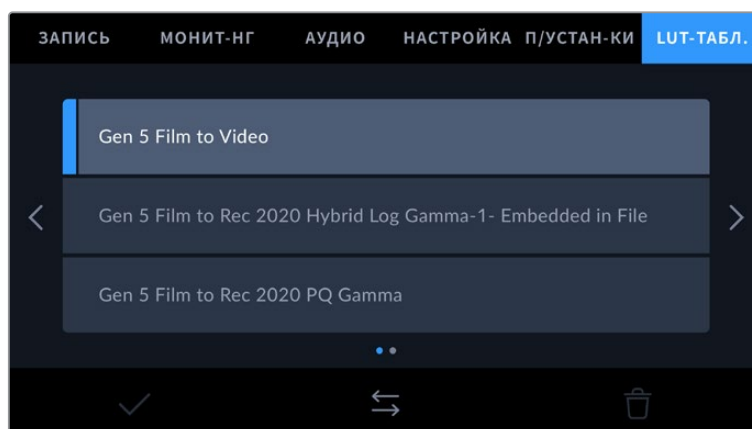 ЗАПИСЬ МОНИТ-НГ АУДИО НАСТРОЙКА П/УСТАН-КИ LUT-ТАБЛ.
Gen 5 Film to Video
Gen 5 Film to Rec 2020 Hybrid Log Gamma-1- Embedded in File
Gen 5 Film to Rec 2020 PQ Gamma